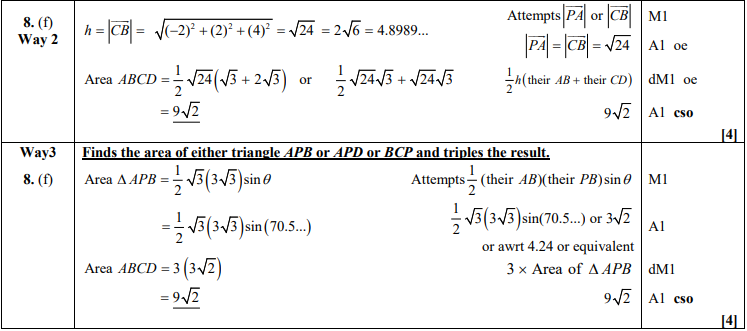 8. (f) Way 2 h = |CB| = √((–2)² + (2)² + (4)²) = √24 = 2√6 = 4.8989... Attempts |PA| or |CB| M1
|PA| = |CB| = √24 A1 oe
Area ABCD = 1/2 √24(√3 + 2√3) or 1/2 √24√3 + √24√3 1/2 h(their AB + their CD) dM1 oe
= 9√2 9√2 A1 cso
[4]
Way3 Finds the area of either triangle APB or APD or BCP and triples the result.
8. (f) Area Δ APB = 1/2 √3(3√3)sin θ Attempts 1/2 (their AB)(their PB)sin θ M1
= 1/2 √3(3√3)sin(70.5...) 1/2 √3(3√3)sin(70.5...) or 3√2 A1
or awrt 4.24 or equivalent
Area ABCD = 3(3√2) 3 × Area of Δ APB dM1
= 9√2 9√2 A1 cso
[4]